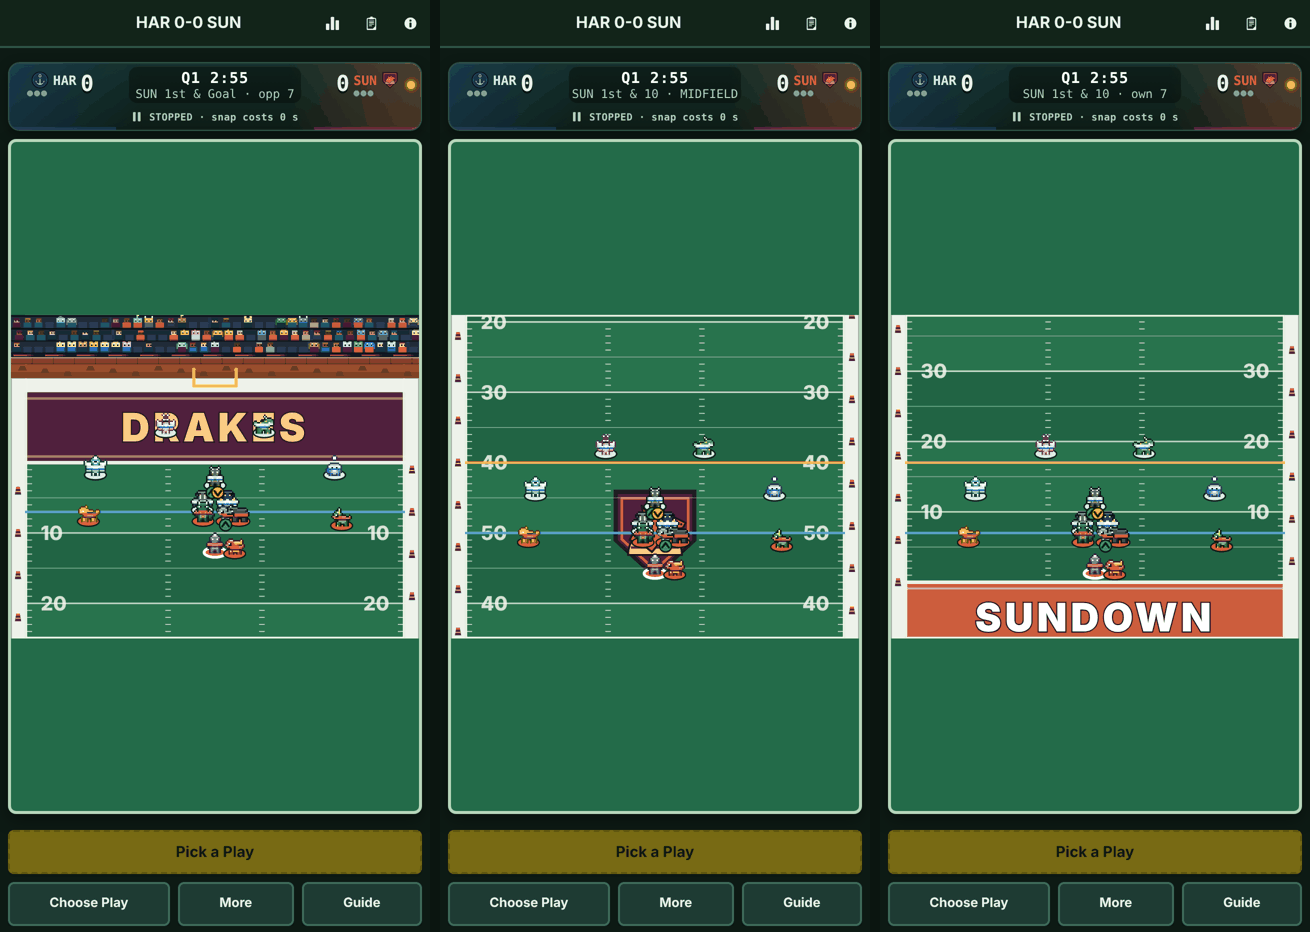 HAR 0-0 SUN
HAR 0
Q1 2:55
0 SUN
SUN 1st & Goal · opp 7
STOPPED · snap costs 0 s
DRAKES
10 10
20 20
Pick a Play
Choose Play
More
Guide
HAR 0-0 SUN
HAR 0
Q1 2:55
0 SUN
SUN 1st & 10 · MIDFIELD
STOPPED · snap costs 0 s
20 20
30 30
40 40
50 50
40 40
Pick a Play
Choose Play
More
Guide
HAR 0-0 SUN
HAR 0
Q1 2:55
0 SUN
SUN 1st & 10 · own 7
STOPPED · snap costs 0 s
30 30
20 20
10 10
SUNDOWN
Pick a Play
Choose Play
More
Guide